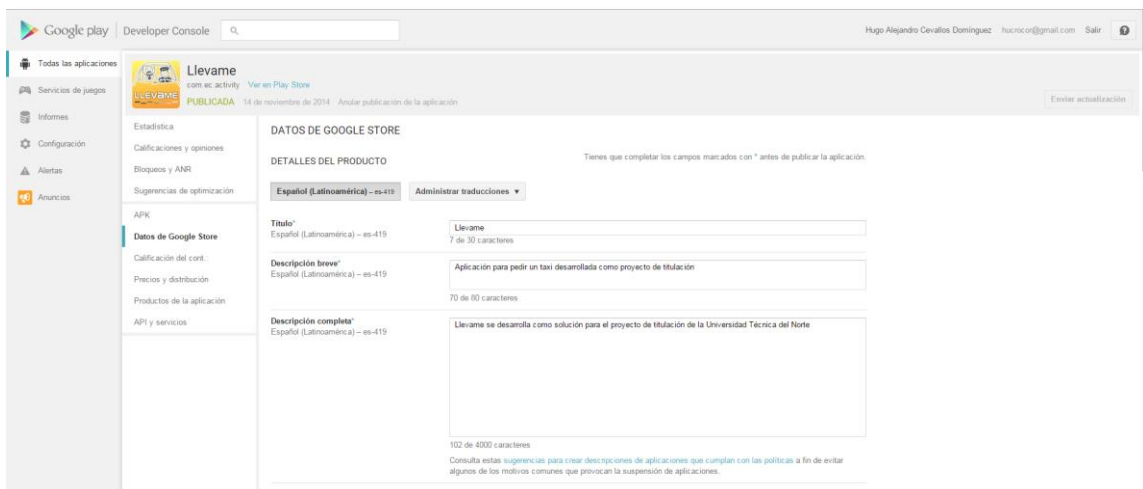 Google play Developer Console
Hugo Alejandro Cevallos Domínguez hucrocor@gmail.com Salir
Todas las aplicaciones
Servicios de juegos
Informes
Configuración
Alertas
Anuncios
LLEVAME
Llevame
com.ec.activity Ver en Play Store
PUBLICADA 14 de noviembre de 2014 Anular publicación de la aplicación
Enviar actualización
Estadística
Calificaciones y opiniones
Bloqueos y ANR
Sugerencias de optimización
APK
Datos de Google Store
Calificación del cont.
Precios y distribución
Productos de la aplicación
API y servicios
DATOS DE GOOGLE STORE
DETALLES DEL PRODUCTO
Tienes que completar los campos marcados con * antes de publicar la aplicación.
Español (Latinoamérica) – es-419 Administrar traducciones
Título*
Español (Latinoamérica) – es-419
Llevame
7 de 30 caracteres
Descripción breve*
Español (Latinoamérica) – es-419
Aplicación para pedir un taxi desarrollada como proyecto de titulación
70 de 80 caracteres
Descripción completa*
Español (Latinoamérica) – es-419
Llevame se desarrolla como solución para el proyecto de titulación de la Universidad Técnica del Norte
102 de 4000 caracteres
Consulta estas sugerencias para crear descripciones de aplicaciones que cumplan con las políticas a fin de evitar
algunos de los motivos comunes que provocan la suspensión de aplicaciones.